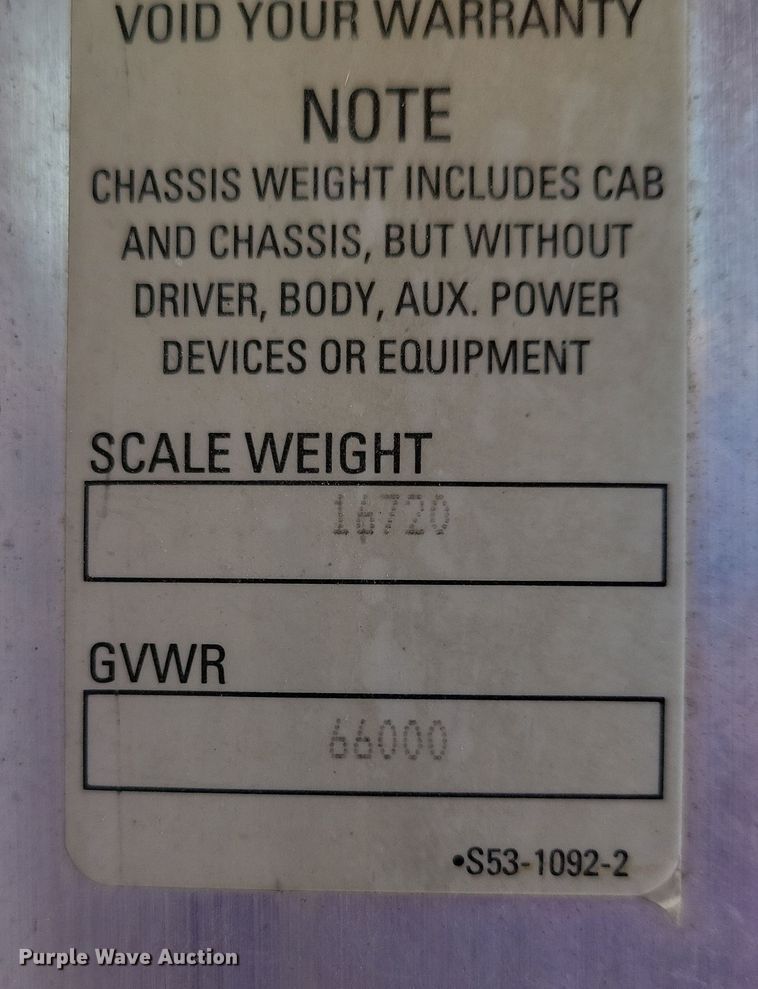 VOID YOUR WARRANTY
NOTE
CHASSIS WEIGHT INCLUDES CAB
AND CHASSIS, BUT WITHOUT
DRIVER, BODY, AUX. POWER
DEVICES OR EQUIPMENT
SCALE WEIGHT
GVWR
66000
•S53-1092-2
Purple Wave Auction